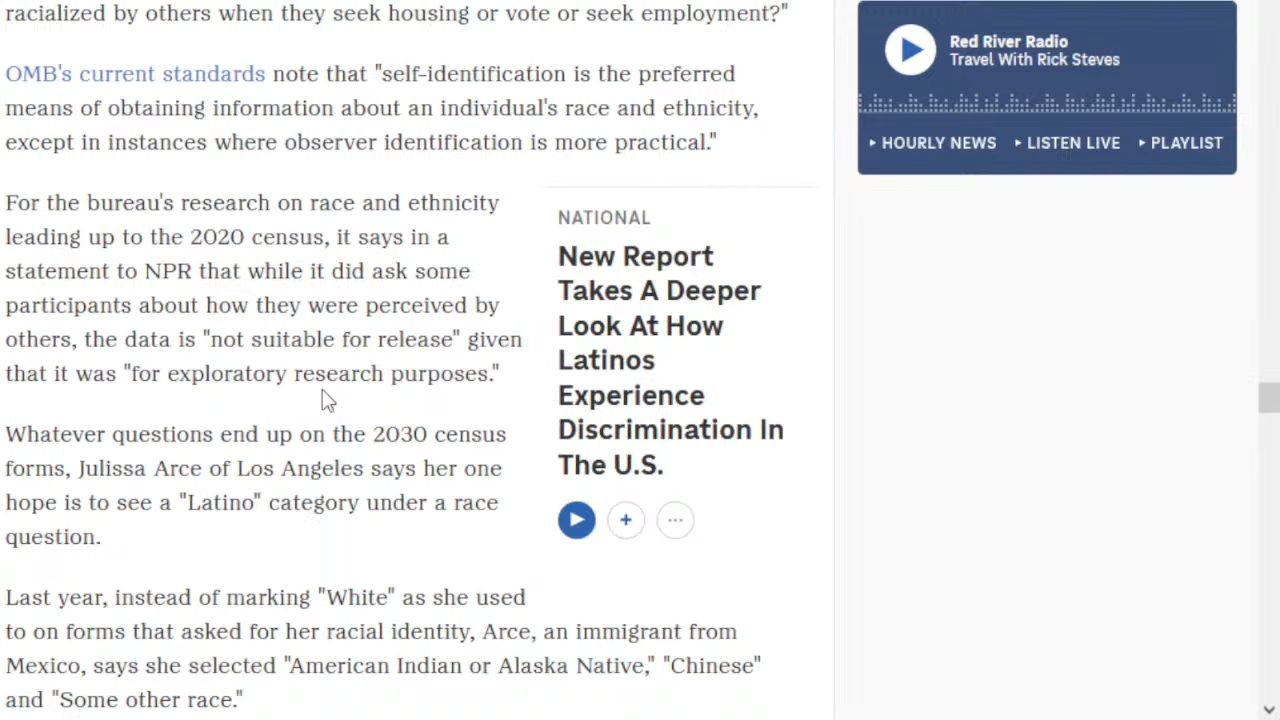 racialized by others when they seek housing or vote or seek employment?"
OMB's current standards note that "self-identification is the preferred
means of obtaining information about an individual's race and ethnicity,
except in instances where observer identification is more practical."
For the bureau's research on race and ethnicity
leading up to the 2020 census, it says in a
statement to NPR that while it did ask some
participants about how they were perceived by
others, the data is "not suitable for release" given
that it was "for exploratory research purposes."
Whatever questions end up on the 2030 census
forms, Julissa Arce of Los Angeles says her one
hope is to see a "Latino" category under a race
question.
Last year, instead of marking "White" as she used
to on forms that asked for her racial identity, Arce, an immigrant from
Mexico, says she selected "American Indian or Alaska Native," "Chinese"
and "Some other race."
NATIONAL
New Report
Takes A Deeper
Look At How
Latinos
Experience
Discrimination In
The U.S.
Red River Radio
Travel With Rick Steves
HOURLY NEWS LISTEN LIVE PLAYLIST